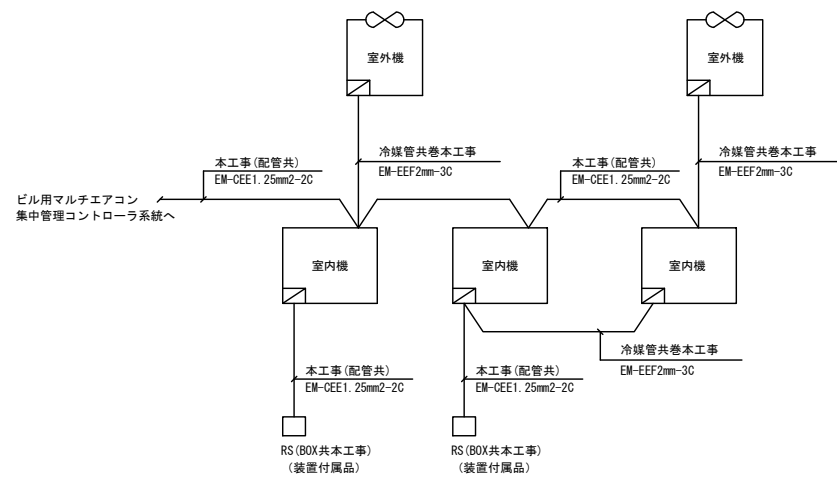 室外機
室外機
本工事(配管共)
EM-CEE1.25mm2-2C
冷媒管共巻本工事
EM-EEF2mm-3C
本工事(配管共)
EM-CEE1.25mm2-2C
冷媒管共巻本工事
EM-EEF2mm-3C
ビル用マルチエアコン
集中管理コントローラ系統へ
室内機
室内機
室内機
冷媒管共巻本工事
EM-EEF2mm-3C
本工事(配管共)
EM-CEE1.25mm2-2C
本工事(配管共)
EM-CEE1.25mm2-2C
RS(BOX共本工事)
(装置付属品)
RS(BOX共本工事)
(装置付属品)